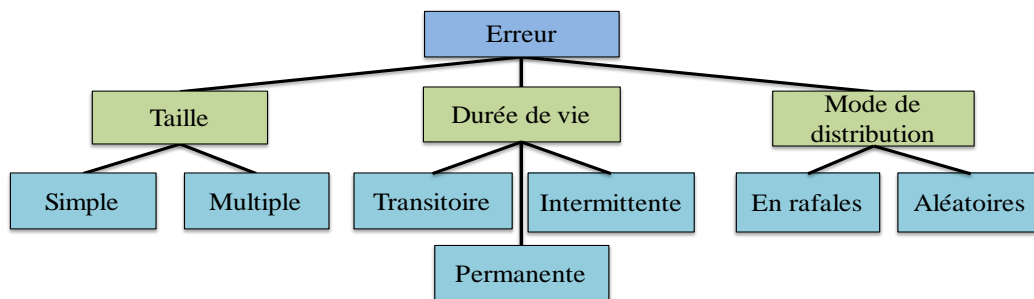 Erreur
Taille
Durée de vie
Mode de
distribution
Simple
Multiple
Transitoire
Intermittente
En rafales
Aléatoires
Permanente